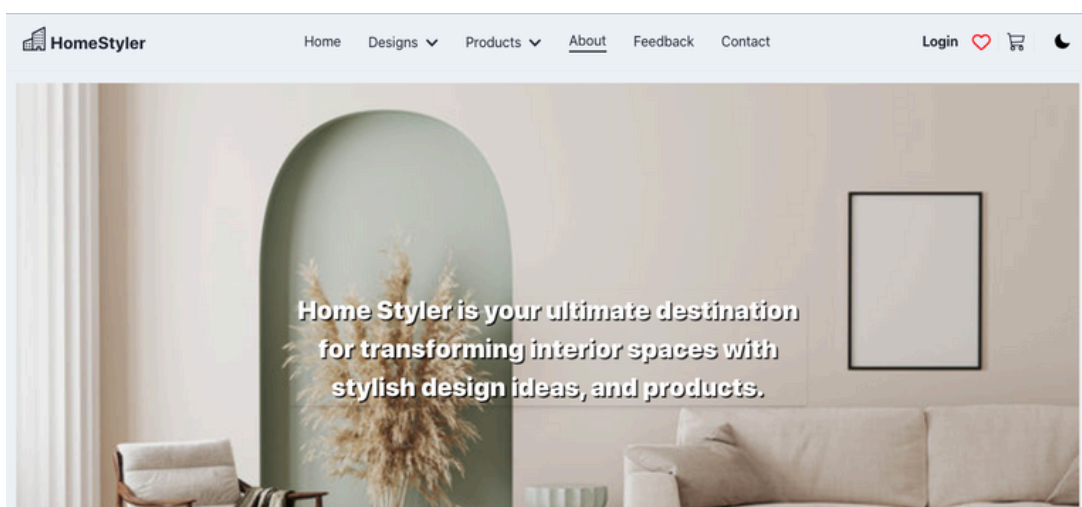 HomeStyler
Home Designs Products About Feedback Contact
Login
Home Styler is your ultimate destination
for transforming interior spaces with
stylish design ideas, and products.